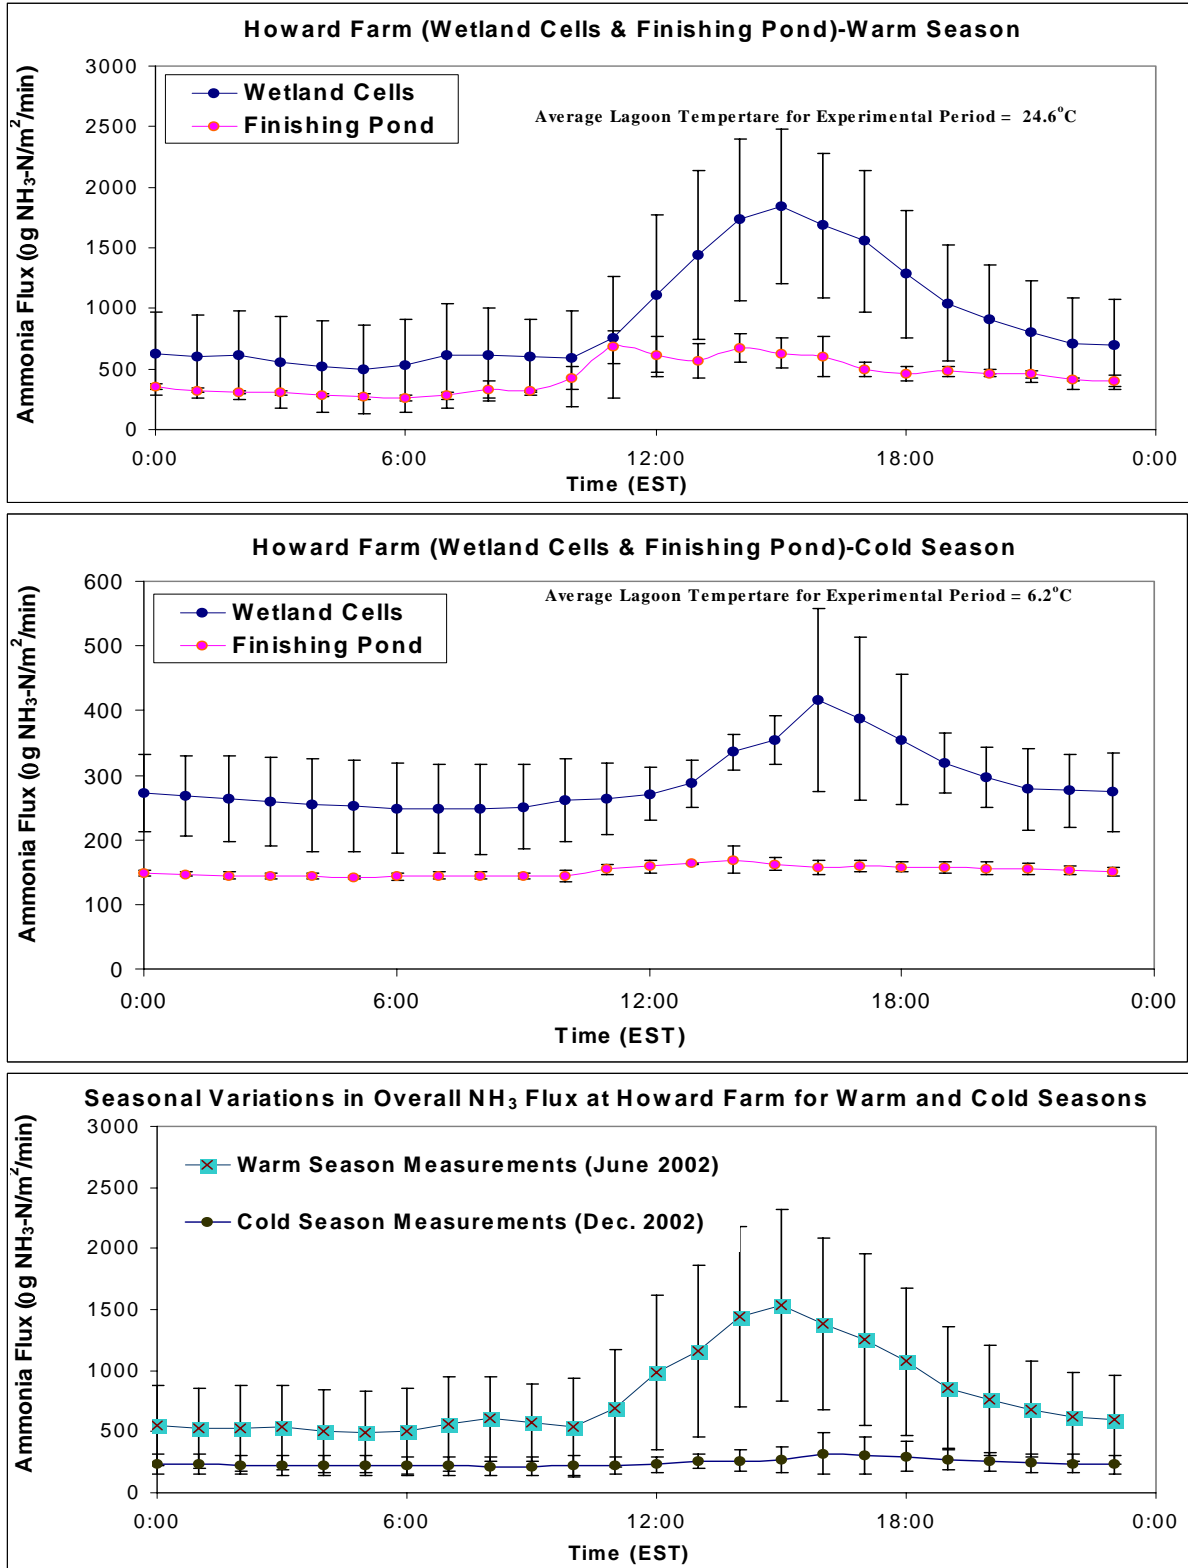 Howard Farm (Wetland Cells & Finishing Pond)-Warm Season
Ammonia Flux (0g NH3-N/m2/min)
3000
2500
2000
1500
1000
500
0
Wetland Cells
Finishing Pond
Average Lagoon Tempertare for Experimental Period = 24.6oC
0:00 6:00 12:00 18:00 0:00
Time (EST)
Howard Farm (Wetland Cells & Finishing Pond)-Cold Season
Ammonia Flux (0g NH3-N/m2/min)
600
500
400
300
200
100
0
Wetland Cells
Finishing Pond
Average Lagoon Tempertare for Experimental Period = 6.2oC
0:00 6:00 12:00 18:00 0:00
Time (EST)
Seasonal Variations in Overall NH3 Flux at Howard Farm for Warm and Cold Seasons
Ammonia Flux (0g NH3-N/m2/min)
3000
2500
2000
1500
1000
500
0
Warm Season Measurements (June 2002)
Cold Season Measurements (Dec. 2002)
0:00 6:00 12:00 18:00 0:00
Time (EST)